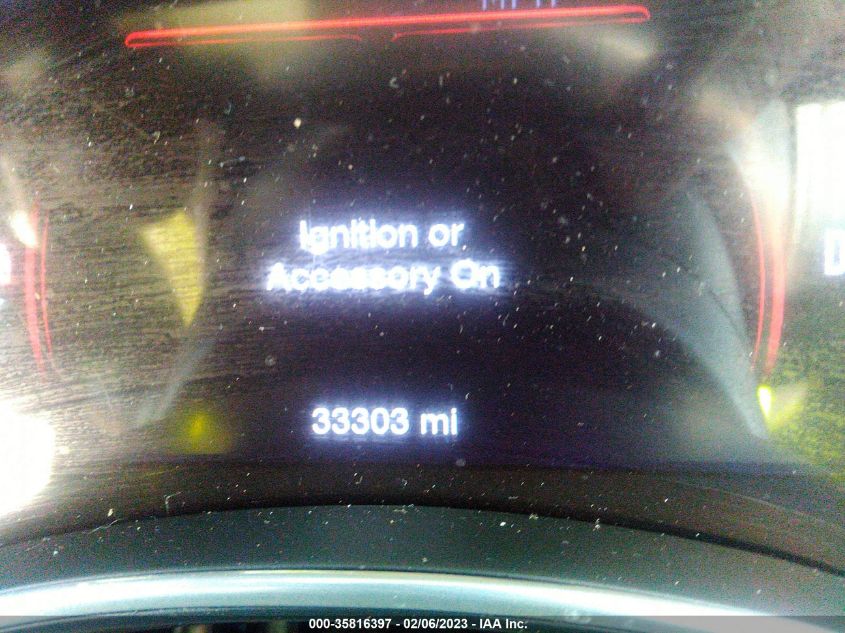 Ignition or
Accessory On
33303 mi
000-35816397 - 02/06/2023 - IAA Inc.